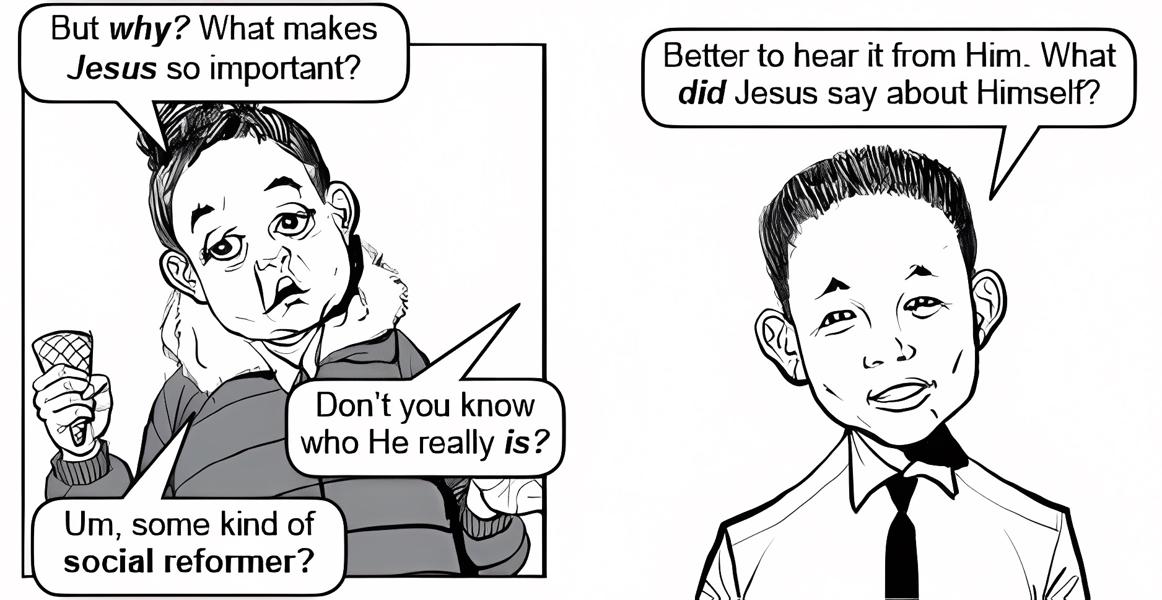 But why? What makes
Jesus so important?
Don't you know
who He really is?
Um, some kind of
social reformer?
Better to hear it from Him. What
did Jesus say about Himself?